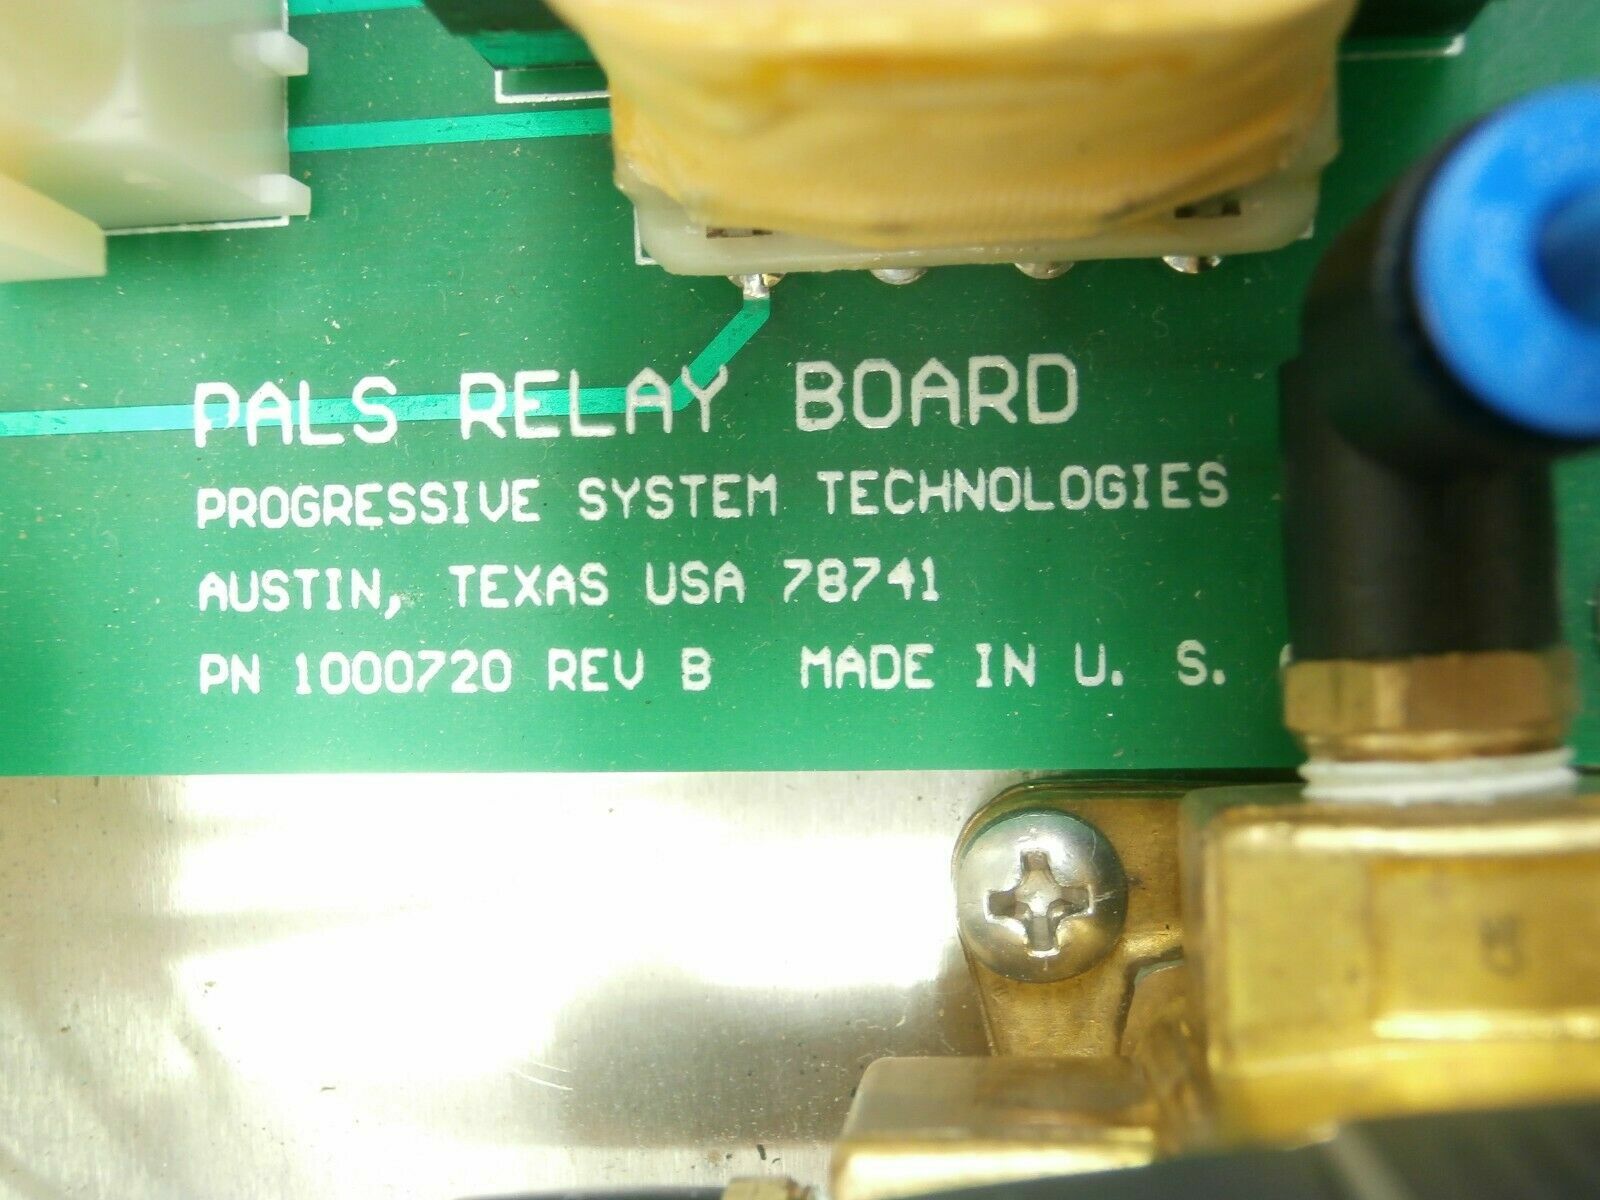 PALS RELAY BOARD
PROGRESSIVE SYSTEM TECHNOLOGIES
AUSTIN, TEXAS USA 78741
PN 1000720 REV B MADE IN U. S.